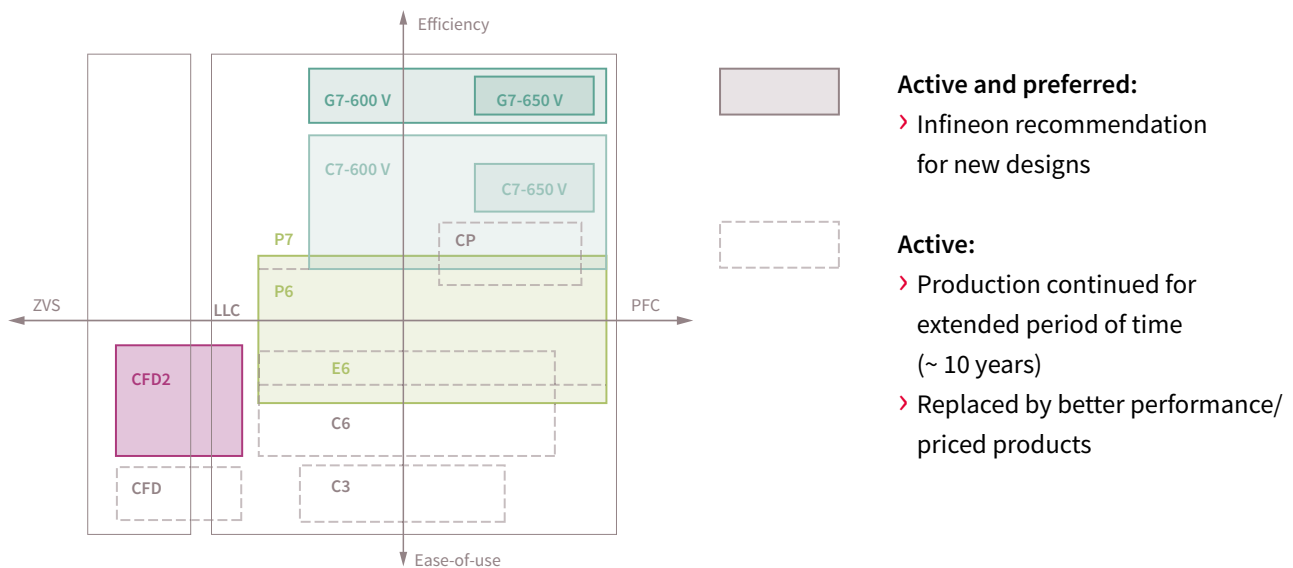 Efficiency
G7-600 V
G7-650 V
C7-600 V
C7-650 V
P7
CP
P6
ZVS
LLC
PFC
CFD2
E6
C6
CFD
C3
Ease-of-use
Active and preferred:
› Infineon recommendation
for new designs
Active:
› Production continued for
extended period of time
(~ 10 years)
› Replaced by better performance/
priced products